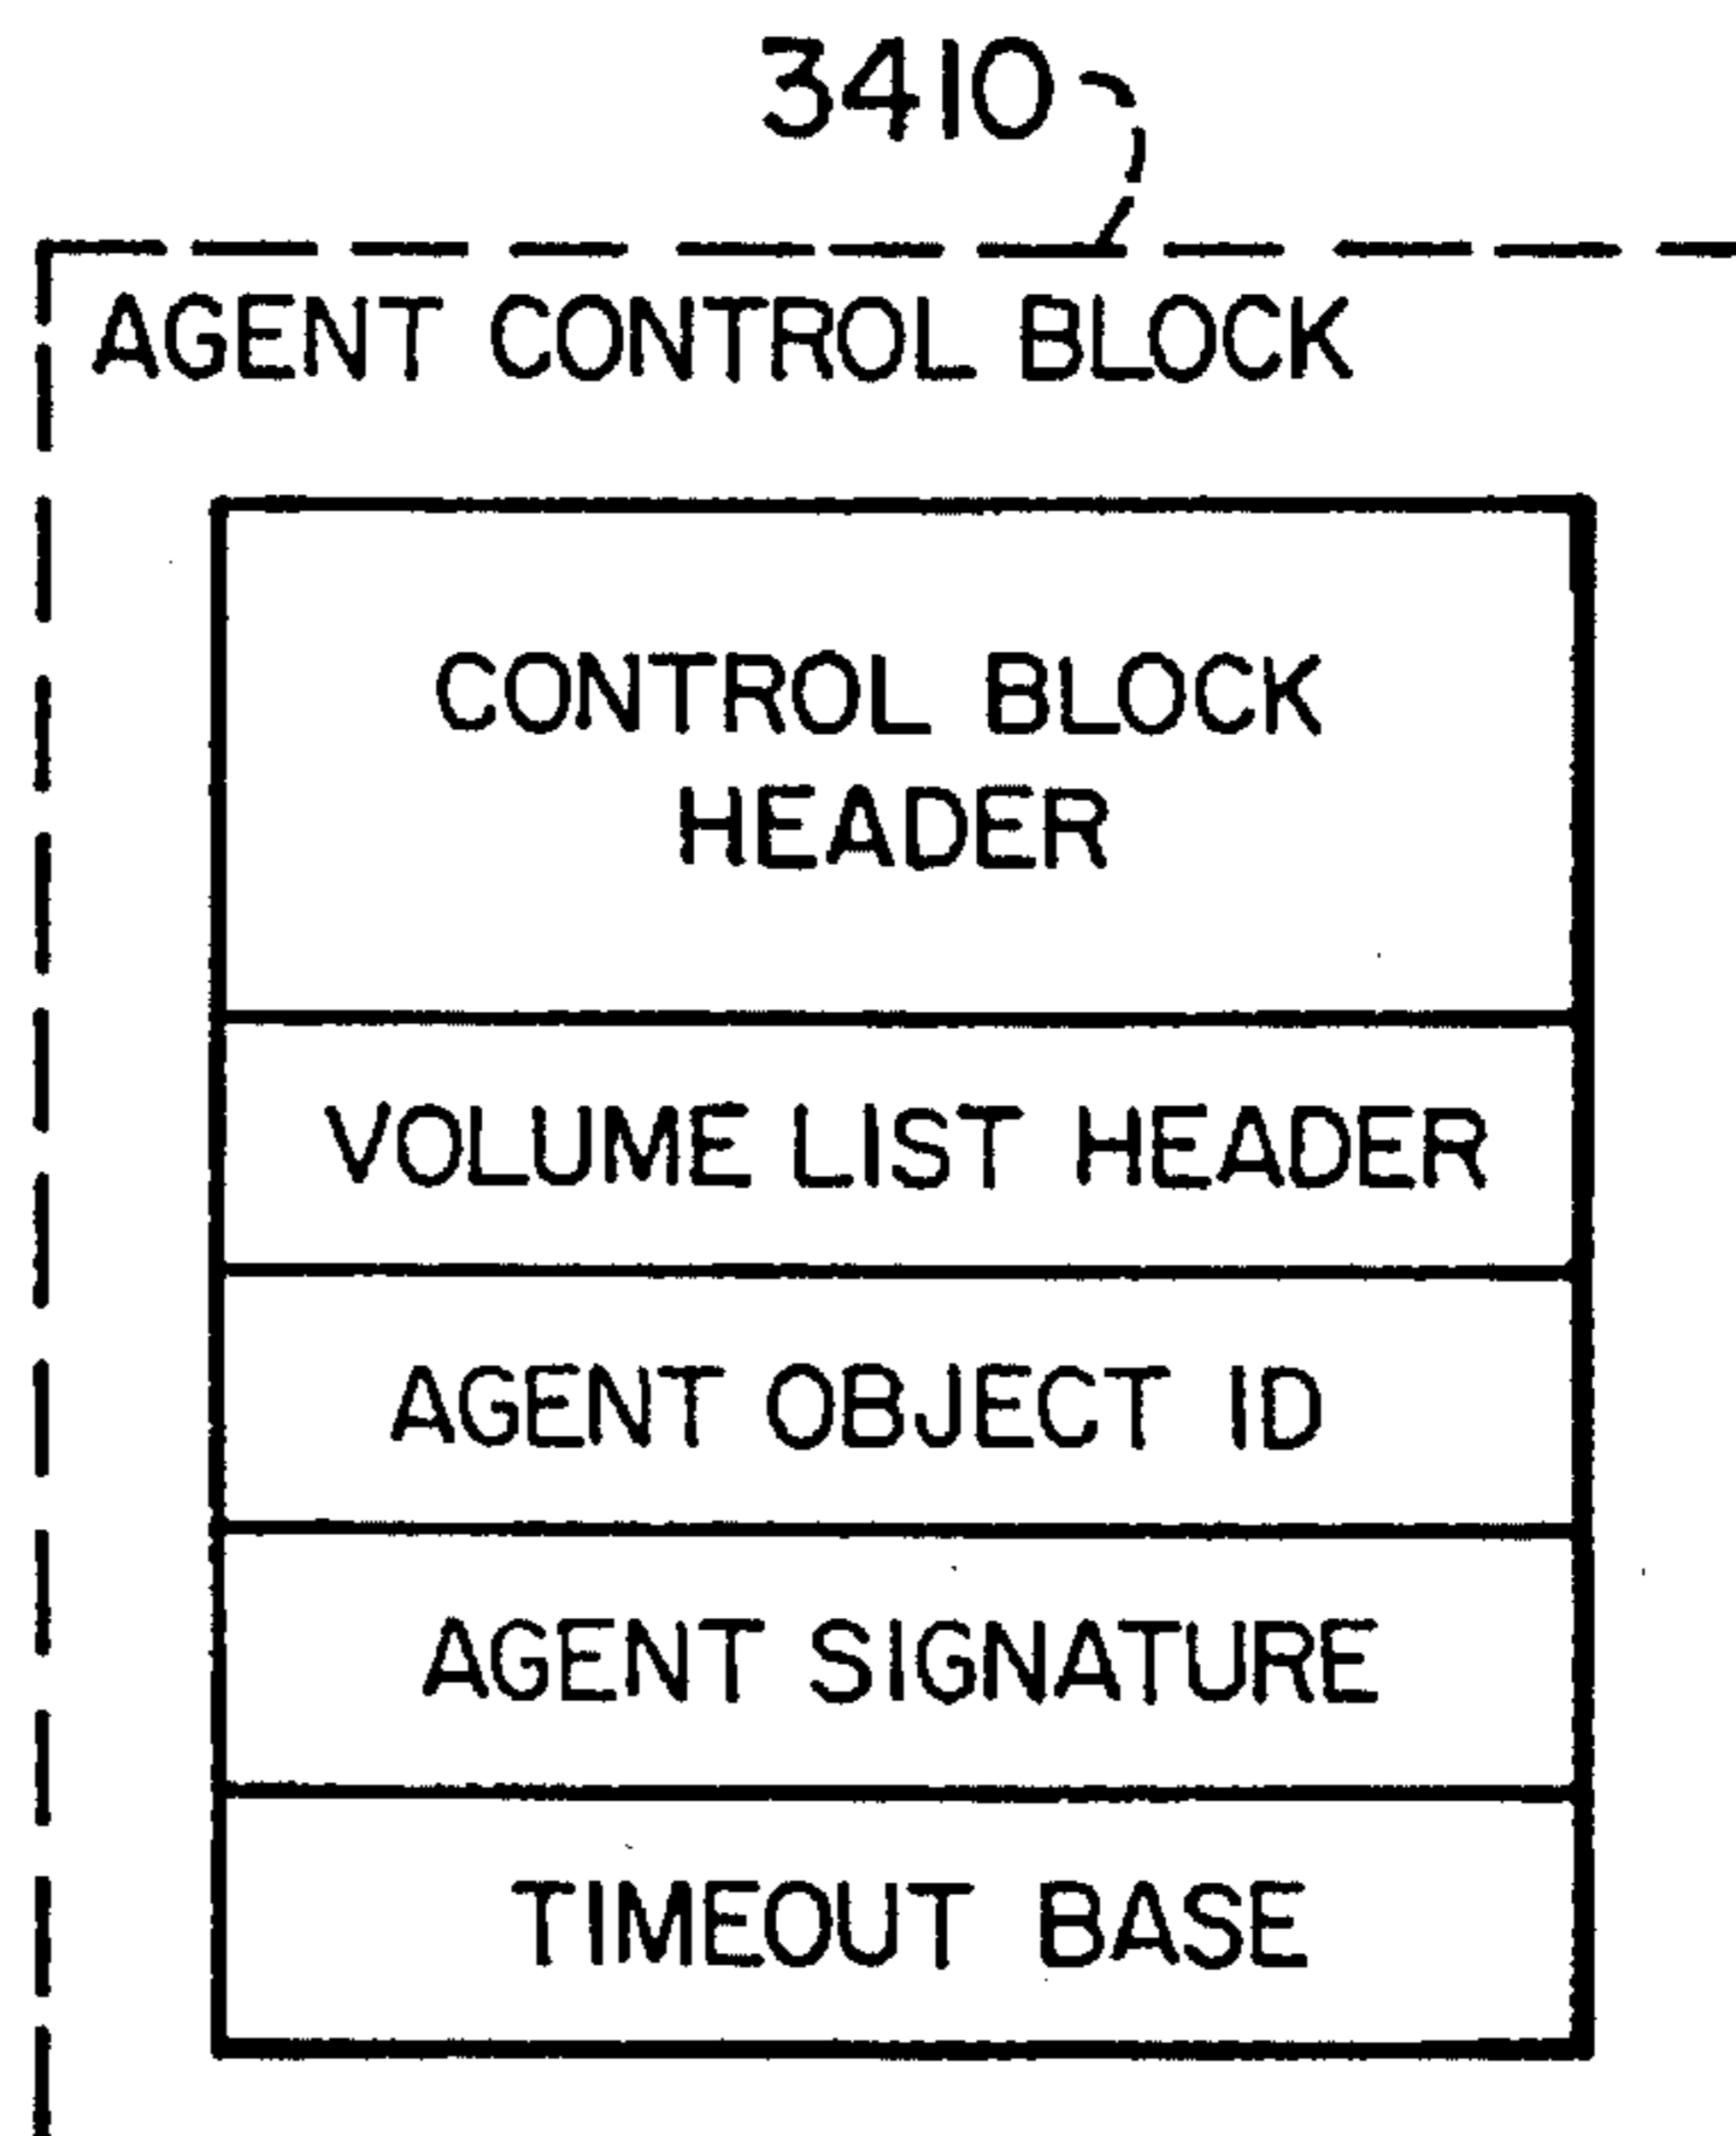 3410
AGENT CONTROL BLOCK
CONTROL BLOCK
HEADER
VOLUME LIST HEADER
AGENT OBJECT ID
AGENT SIGNATURE
TIMEOUT BASE